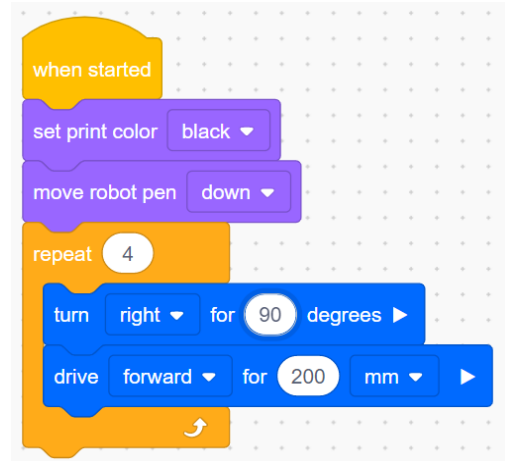 when started
set print color black
move robot pen down
repeat 4
turn right for 90 degrees
drive forward for 200 mm